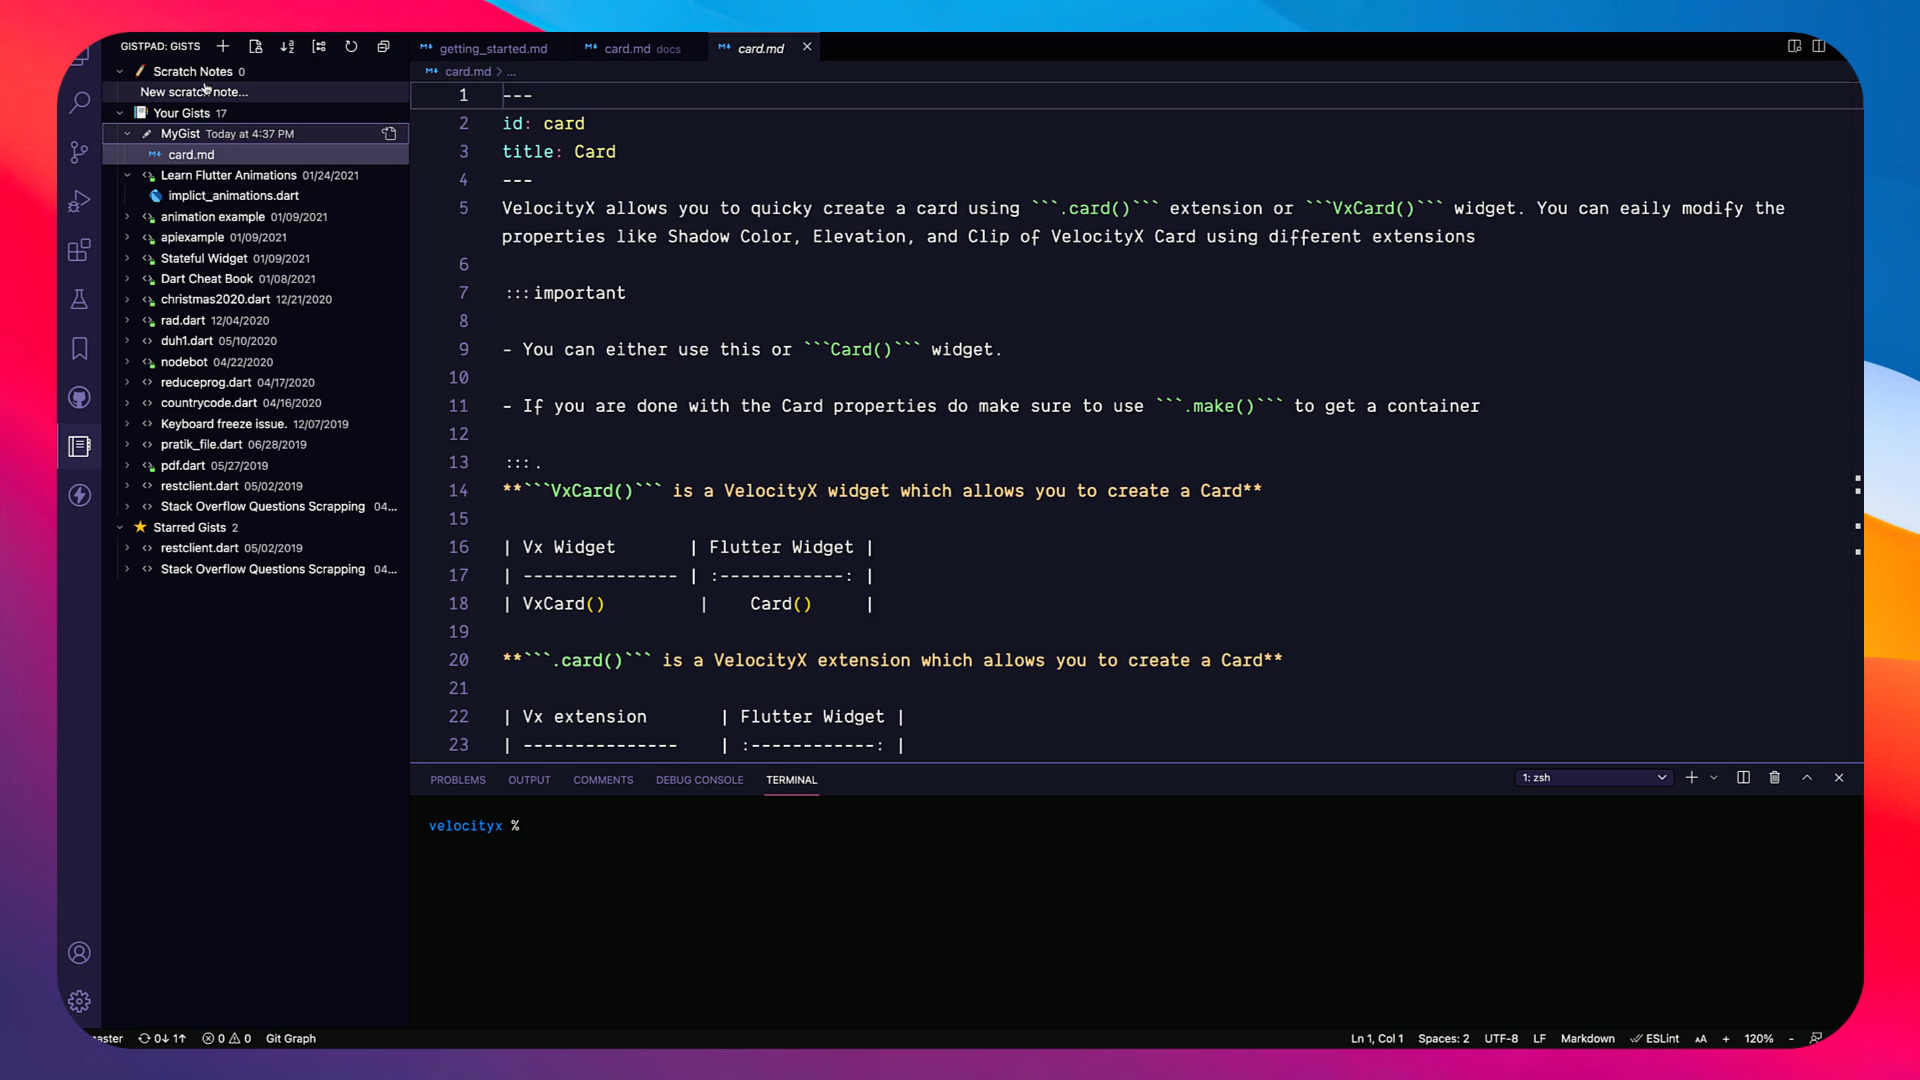 GISTPAD: GISTS
Scratch Notes 0
New scratch note...
Your Gists 17
MyGist Today at 4:37 PM
card.md
Learn Flutter Animations 01/24/2021
implict_animations.dart
animation example 01/09/2021
apiexample 01/09/2021
Stateful Widget 01/09/2021
Dart Cheat Book 01/08/2021
christmas2020.dart 12/21/2020
rad.dart 12/04/2020
duh1.dart 05/10/2020
nodebot 04/22/2020
reduceprog.dart 04/17/2020
countrycode.dart 04/16/2020
Keyboard freeze issue. 12/07/2019
pratik_file.dart 06/28/2019
pdf.dart 05/27/2019
restclient.dart 05/02/2019
Stack Overflow Questions Scrapping 04...
Starred Gists 2
restclient.dart 05/02/2019
Stack Overflow Questions Scrapping 04...
getting_started.md card.md docs card.md
card.md > ...
1 ---
2 id: card
3 title: Card
4 ---
5 VelocityX allows you to quicky create a card using ```.card()``` extension or ```VxCard()``` widget. You can eaily modify the
properties like Shadow Color, Elevation, and Clip of VelocityX Card using different extensions
6
7 :::important
8
9 - You can either use this or ```Card()``` widget.
10
11 - If you are done with the Card properties do make sure to use ```.make()``` to get a container
12
13 :::.
14 **```VxCard()``` is a VelocityX widget which allows you to create a Card**
15
16 | Vx Widget | Flutter Widget |
17 | --------------- | :------------: |
18 | VxCard() | Card() |
19
20 **```.card()``` is a VelocityX extension which allows you to create a Card**
21
22 | Vx extension | Flutter Widget |
23 | --------------- | :------------: |
PROBLEMS OUTPUT COMMENTS DEBUG CONSOLE TERMINAL 1: zsh
velocityx %
aster 0↓ 1↑ 0 0 Git Graph Ln 1, Col 1 Spaces: 2 UTF-8 LF Markdown ESLint AA + 120% -